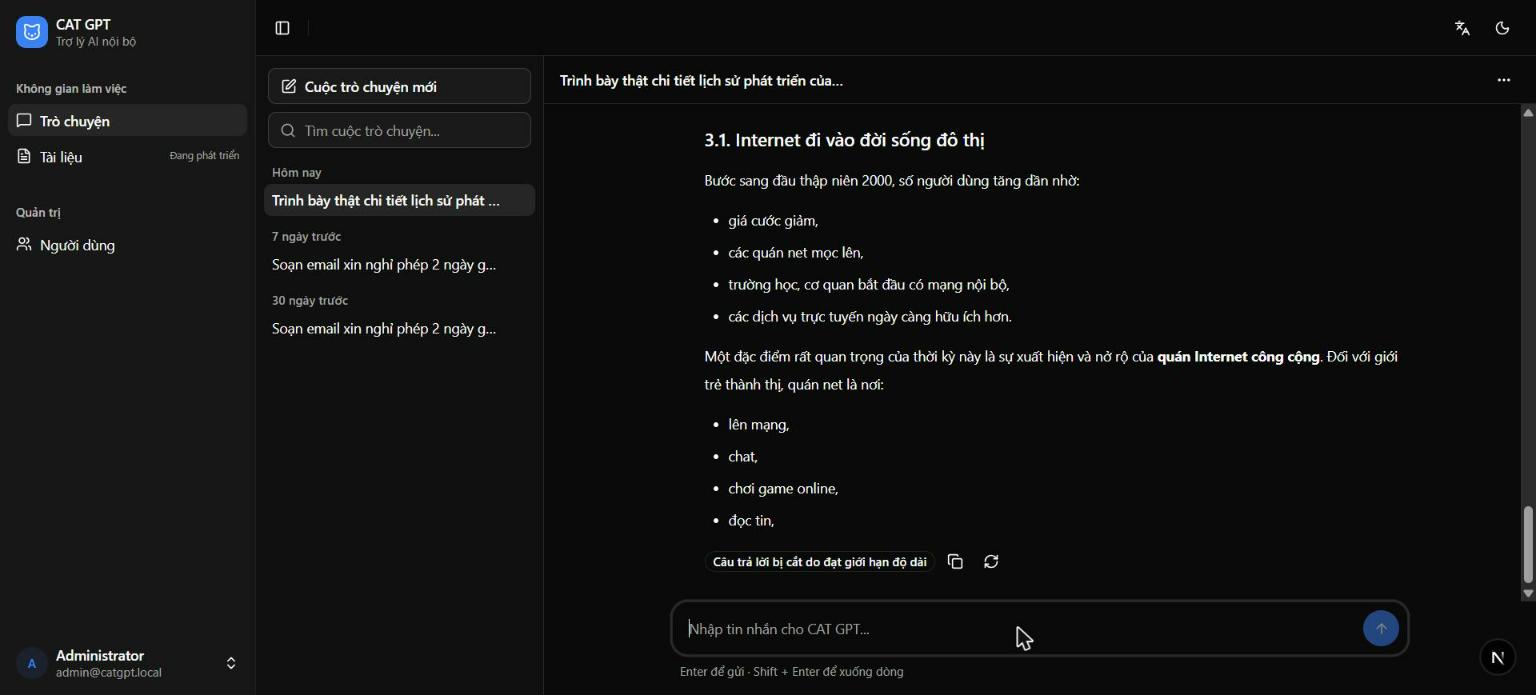 CAT GPT
Trợ lý AI nội bộ
Không gian làm việc
Trò chuyện
Tài liệu
Đang phát triển
Quản trị
Người dùng
Administrator
admin@catgpt.local
A
Cuộc trò chuyện mới
Tìm cuộc trò chuyện...
Hôm nay
Trình bày thật chi tiết lịch sử phát ...
7 ngày trước
Soạn email xin nghỉ phép 2 ngày g...
30 ngày trước
Soạn email xin nghỉ phép 2 ngày g...
Trình bày thật chi tiết lịch sử phát triển của...
3.1. Internet đi vào đời sống đô thị
Bước sang đầu thập niên 2000, số người dùng tăng dần nhờ:
• giá cước giảm,
• các quán net mọc lên,
• trường học, cơ quan bắt đầu có mạng nội bộ,
• các dịch vụ trực tuyến ngày càng hữu ích hơn.
Một đặc điểm rất quan trọng của thời kỳ này là sự xuất hiện và nở rộ của quán Internet công cộng. Đối với giới
trẻ thành thị, quán net là nơi:
• lên mạng,
• chat,
• chơi game online,
• đọc tin,
Câu trả lời bị cắt do đạt giới hạn độ dài
Nhập tin nhắn cho CAT GPT...
Enter để gửi · Shift + Enter để xuống dòng
N